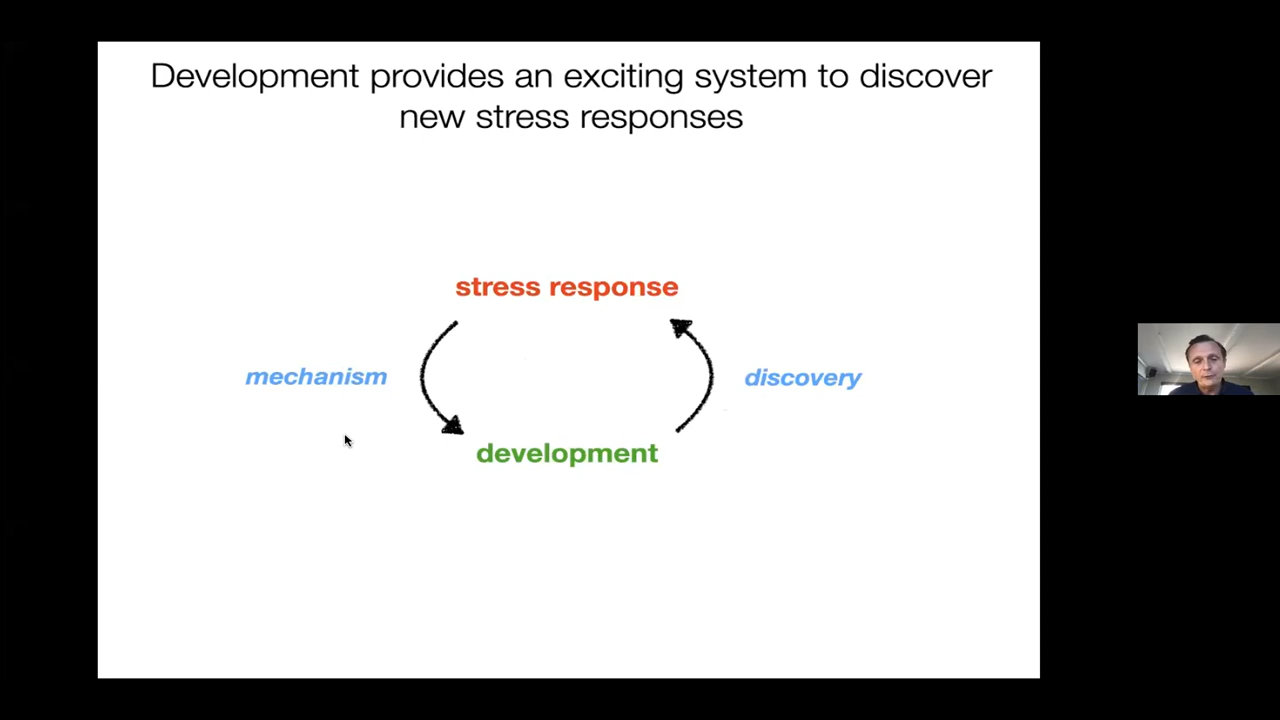 Development provides an exciting system to discover
new stress responses
stress response
mechanism
discovery
development